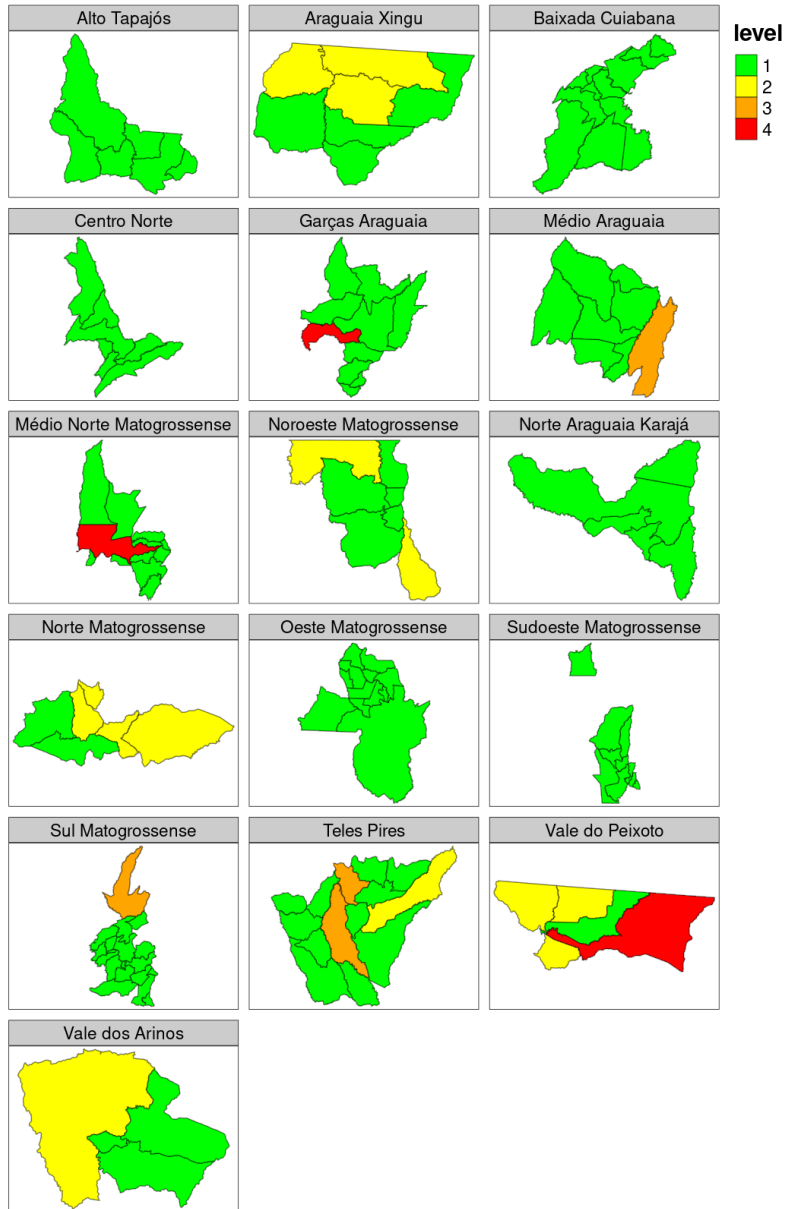 Alto Tapajós
Araguaia Xingu
Baixada Cuiabana
level
1
2
3
4
Centro Norte
Garças Araguaia
Médio Araguaia
Médio Norte Matogrossense
Noroeste Matogrossense
Norte Araguaia Karajá
Norte Matogrossense
Oeste Matogrossense
Sudoeste Matogrossense
Sul Matogrossense
Teles Pires
Vale do Peixoto
Vale dos Arinos